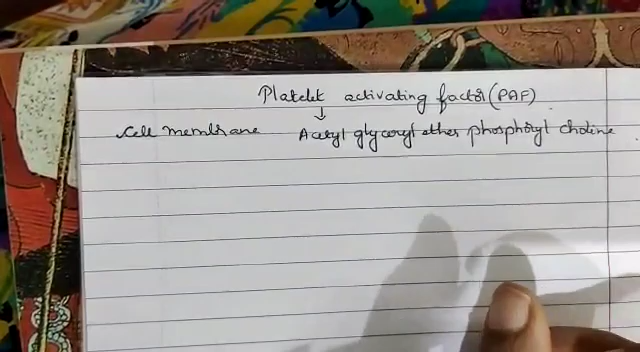 Platelet activating factor (PAF)
↓
Cell membrane Acetyl glyceryl ether phosphoryl choline